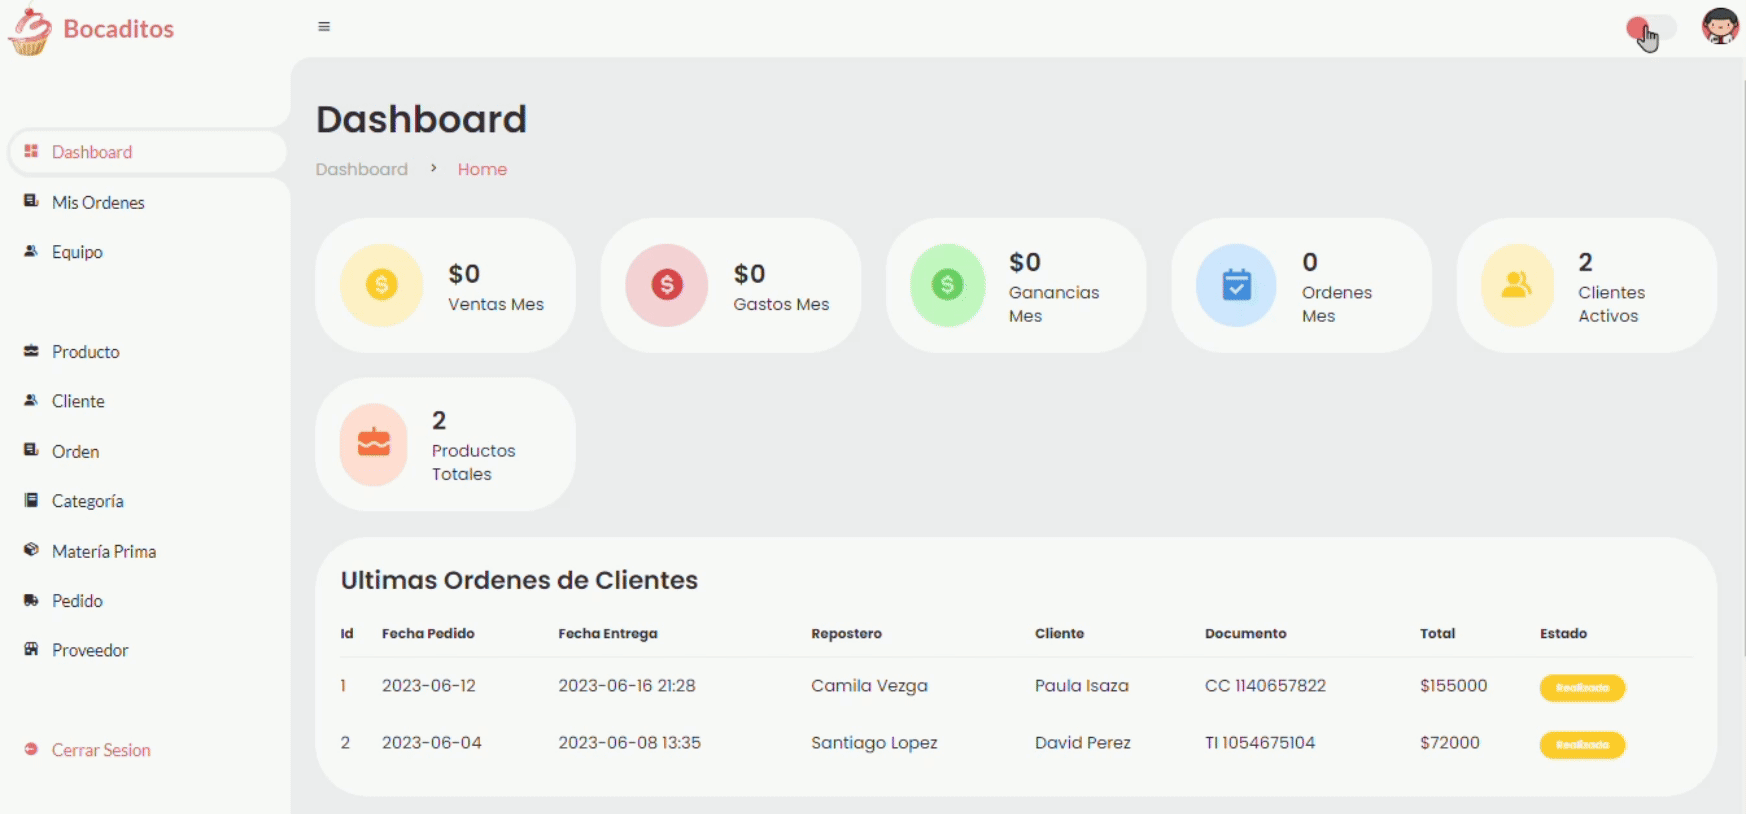 Bocaditos
Dashboard
Mis Ordenes
Equipo
Producto
Cliente
Orden
Categoría
Matería Prima
Pedido
Proveedor
Cerrar Sesion
Dashboard
Dashboard > Home
$0
Ventas Mes
$0
Gastos Mes
$0
Ganancias
Mes
0
Ordenes
Mes
2
Clientes
Activos
2
Productos
Totales
Ultimas Ordenes de Clientes
Id Fecha Pedido Fecha Entrega Repostero Cliente Documento Total Estado
1 2023-06-12 2023-06-16 21:28 Camila Vezga Paula Isaza CC 1140657822 $155000 Realizada
2 2023-06-04 2023-06-08 13:35 Santiago Lopez David Perez TI 1054675104 $72000 Realizada